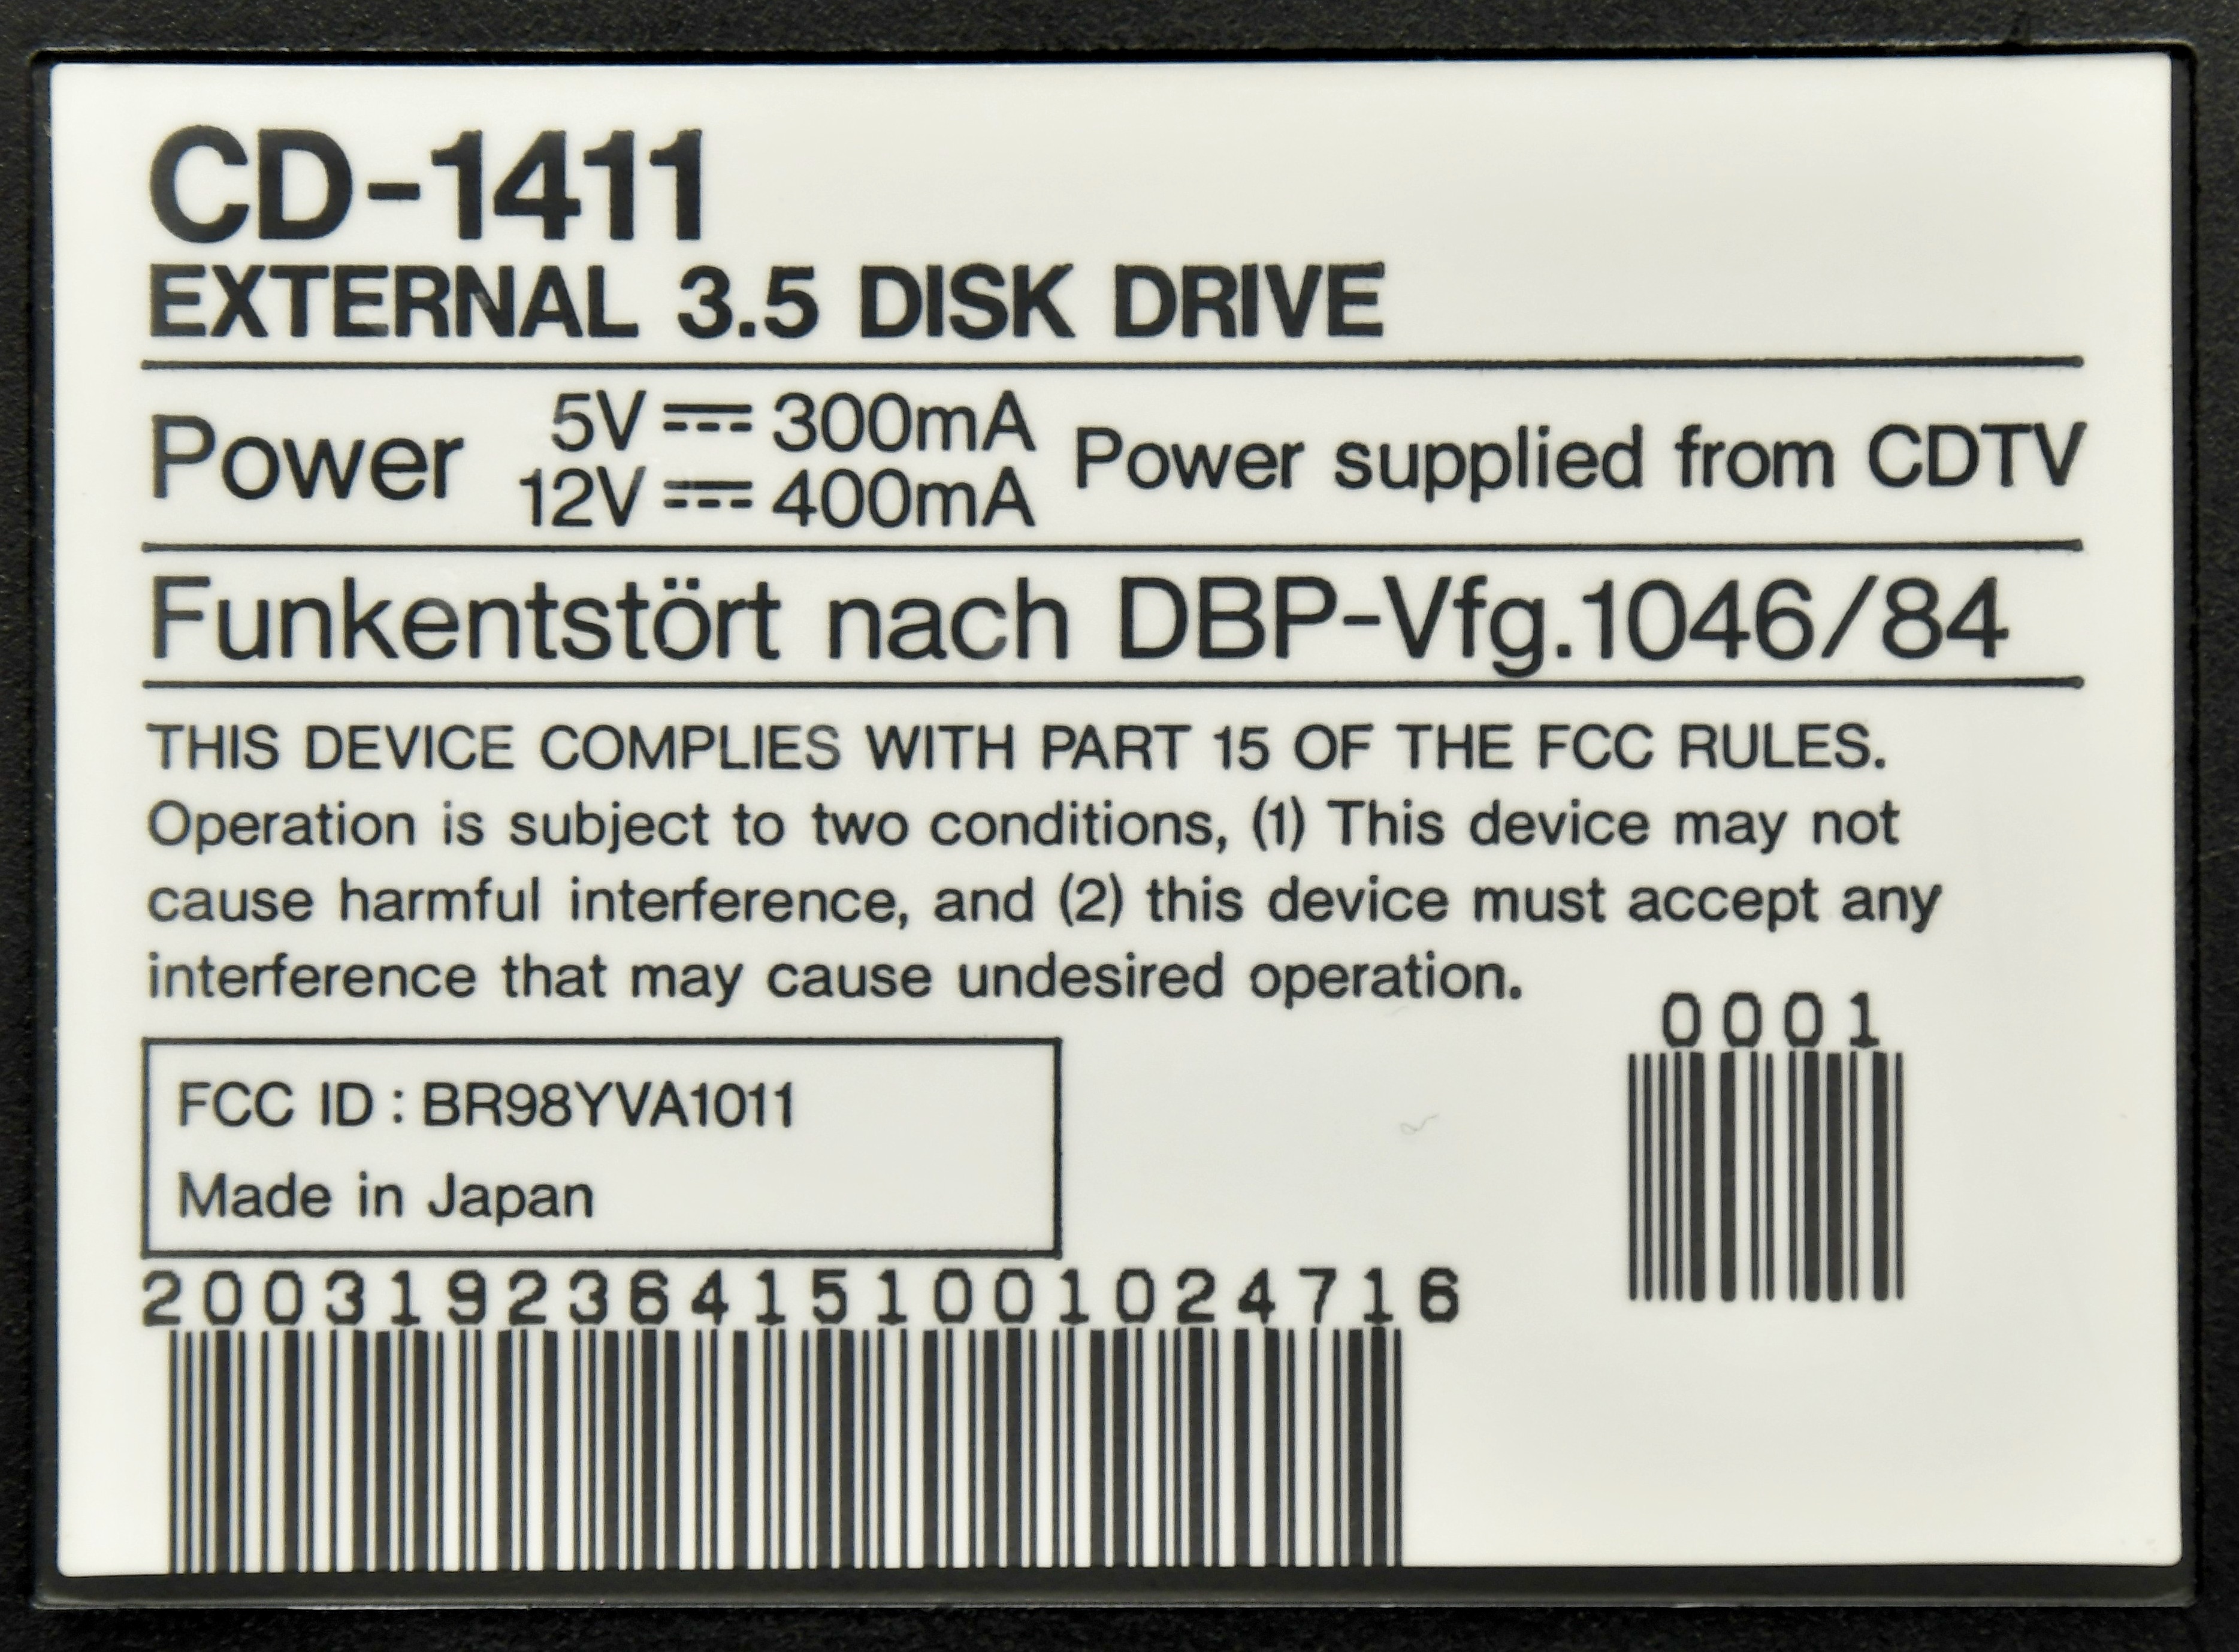 CD-1411
EXTERNAL 3.5 DISK DRIVE
Power 5V ⎓ 300mA Power supplied from CDTV
12V ⎓ 400mA
Funkentstört nach DBP-Vfg.1046/84
THIS DEVICE COMPLIES WITH PART 15 OF THE FCC RULES.
Operation is subject to two conditions, (1) This device may not
cause harmful interference, and (2) this device must accept any
interference that may cause undesired operation.
0001
FCC ID : BR98YVA1011
Made in Japan
2003192364151001024716